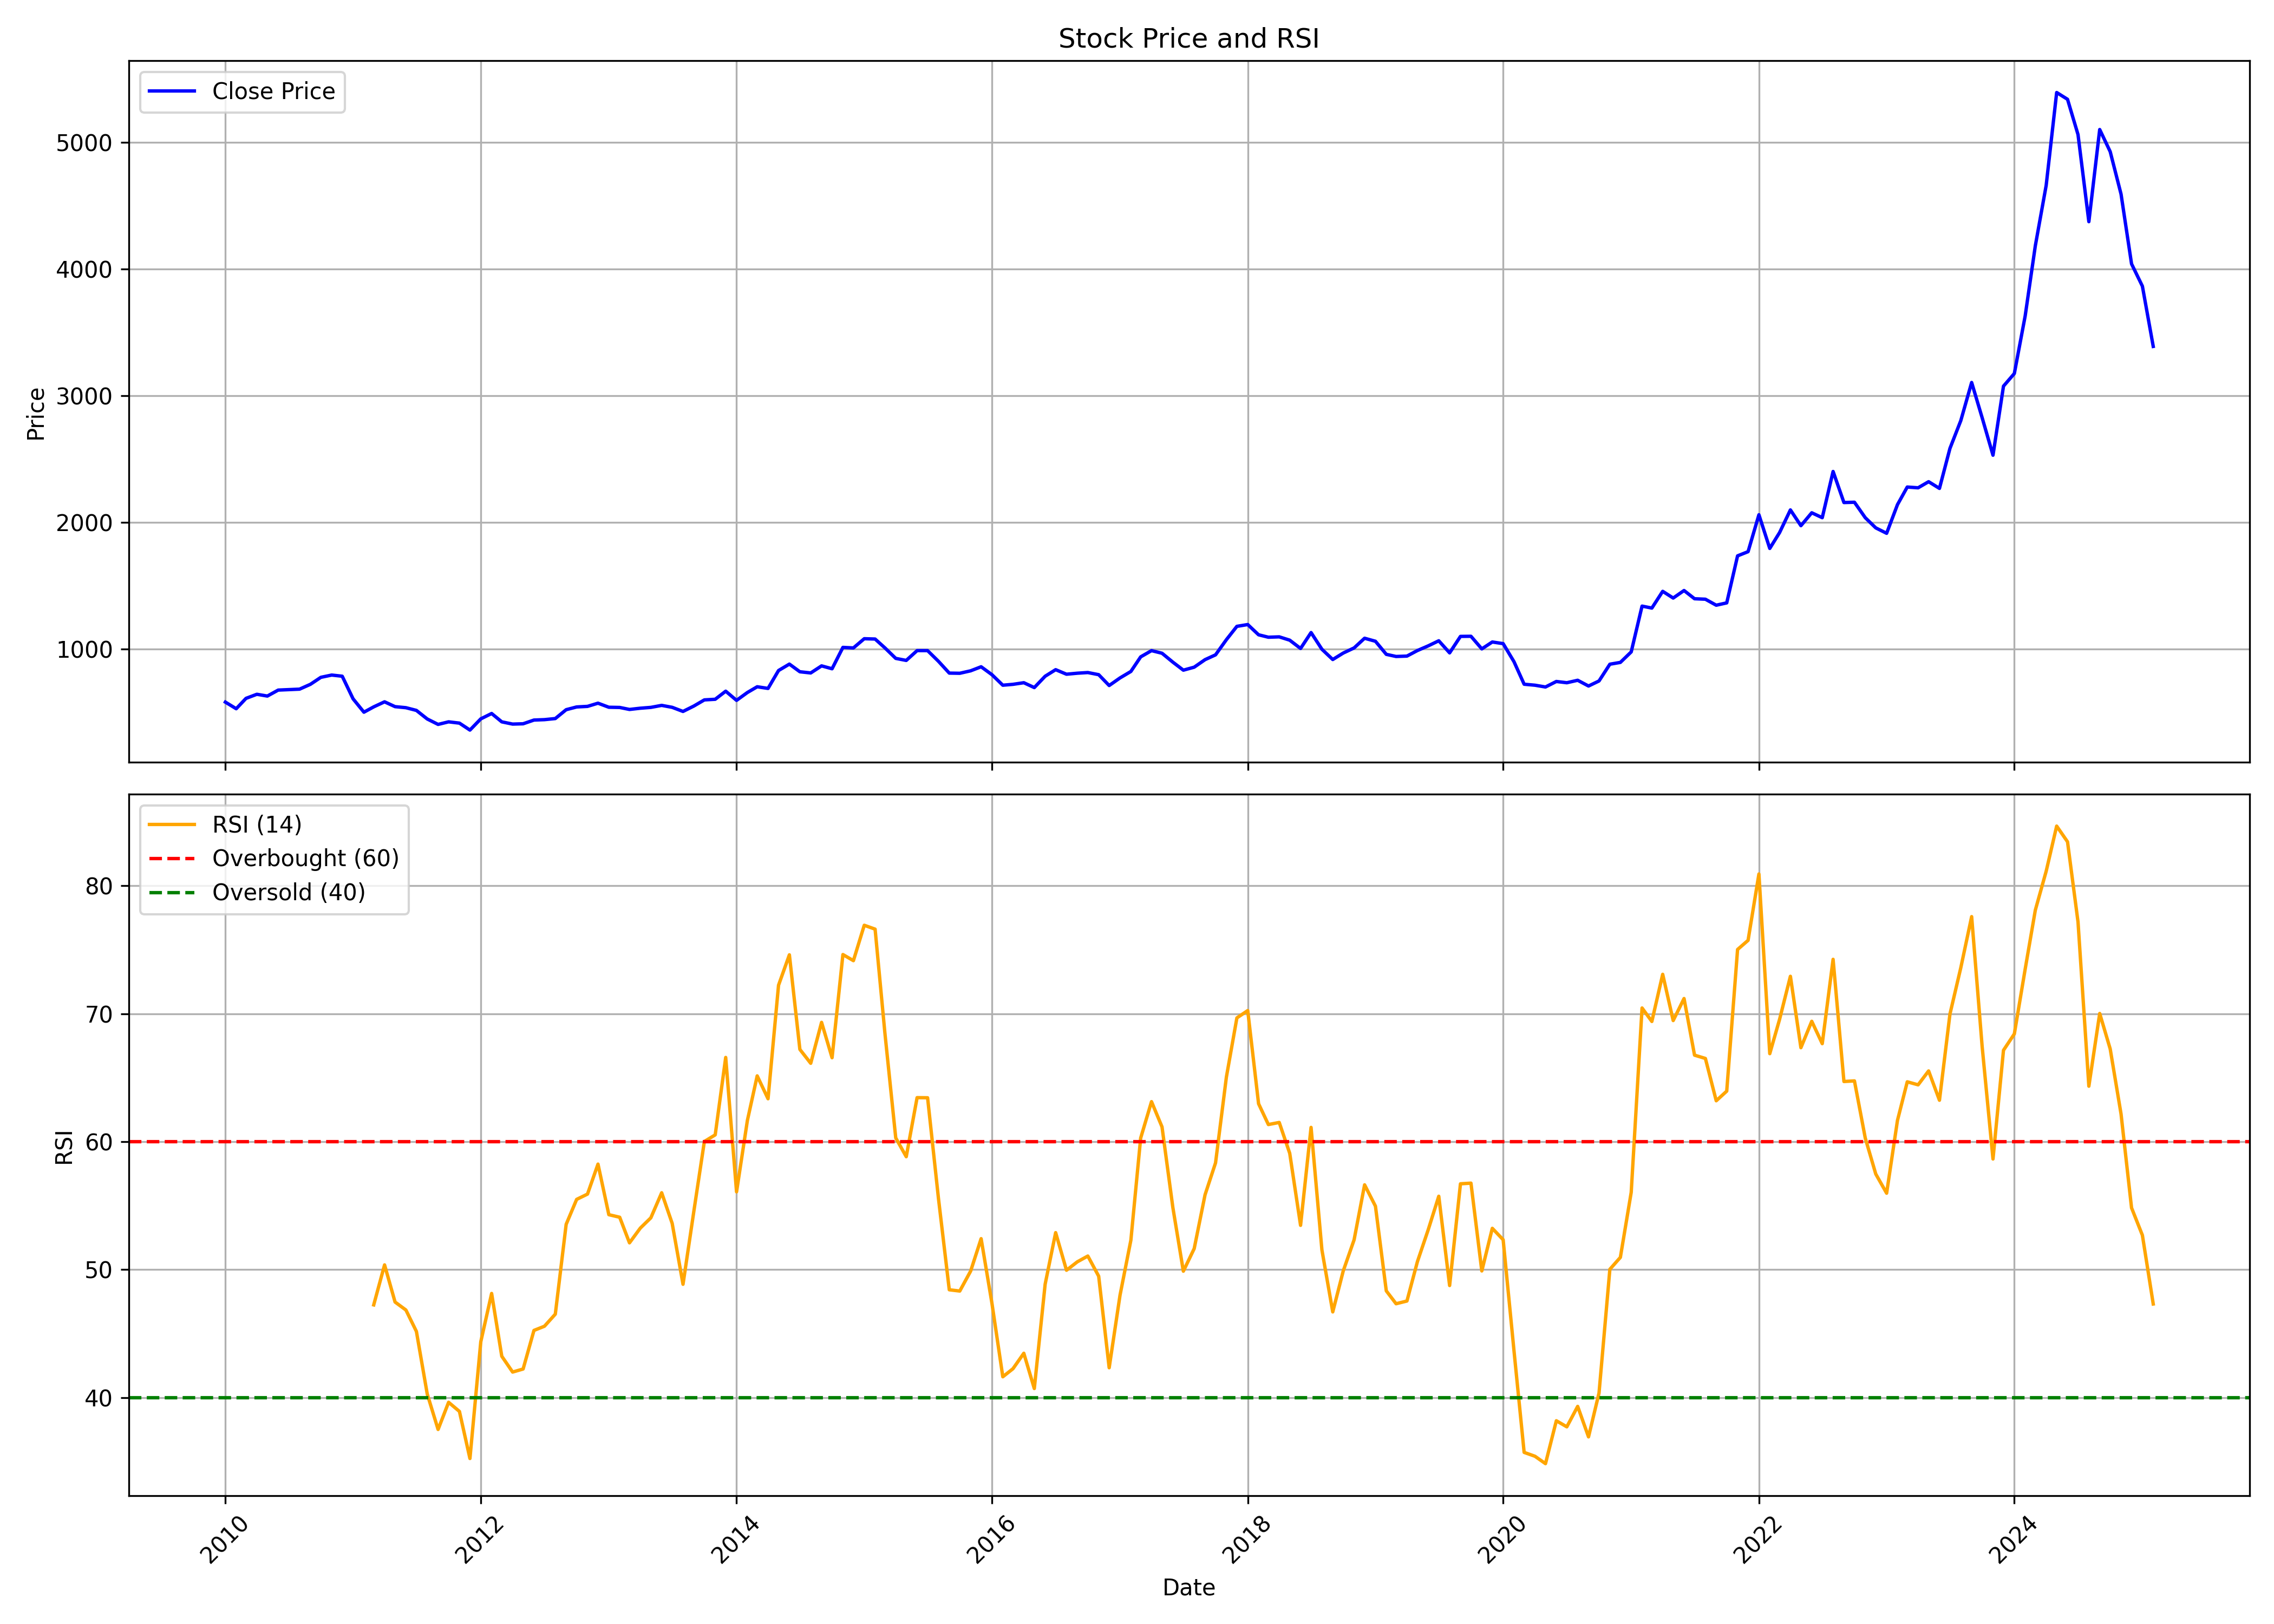 Stock Price and RSI
Close Price
Price
5000
4000
3000
2000
1000
RSI (14)
Overbought (60)
Oversold (40)
RSI
80
70
60
50
40
2010
2012
2014
2016
2018
2020
2022
2024
Date